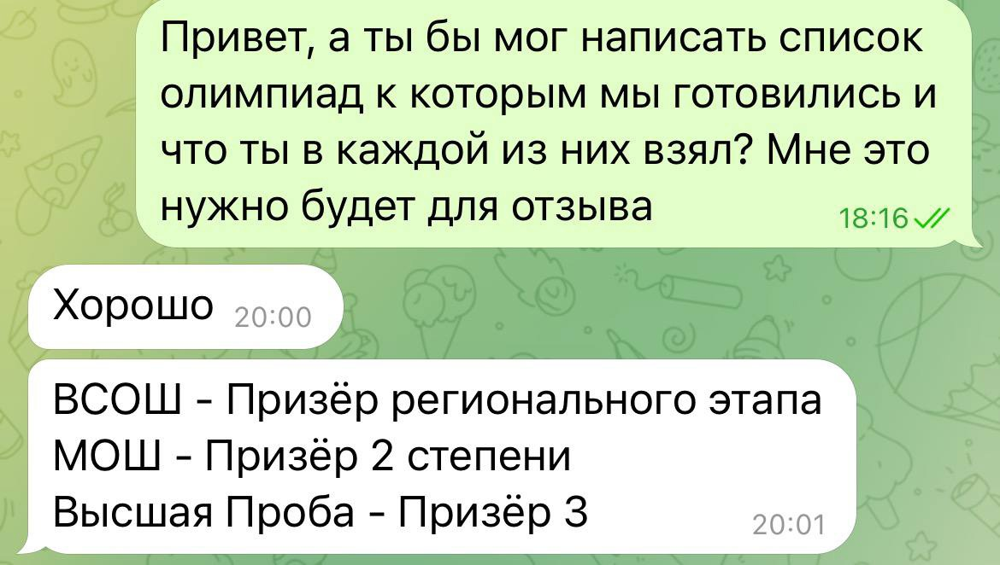 Привет, а ты бы мог написать список
олимпиад к которым мы готовились и
что ты в каждой из них взял? Мне это
нужно будет для отзыва
18:16
Хорошо 20:00
ВСОШ - Призёр регионального этапа
МОШ - Призёр 2 степени
Высшая Проба - Призёр 3
20:01